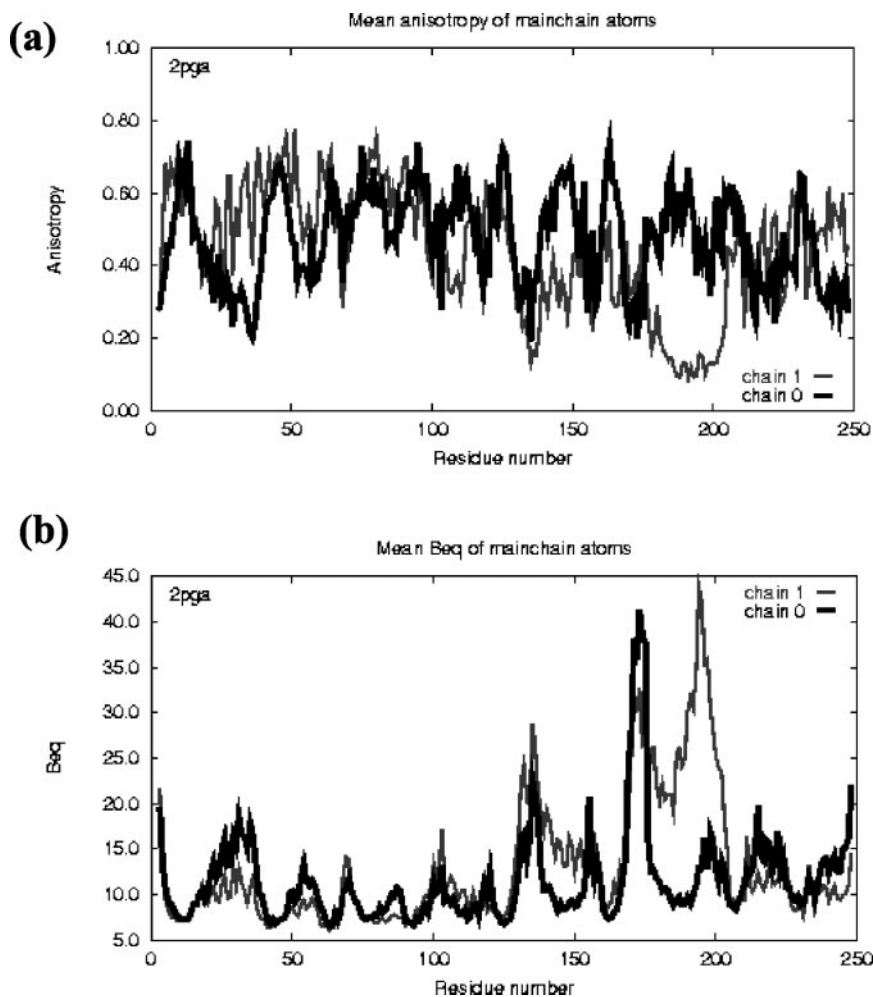 (a)
Mean anisotropy of mainchain atoms
1.00
2pga
0.80
0.60
Anisotropy
0.40
0.20
chain 1
chain 0
0.00
0 50 100 150 200 250
Residue number
(b)
Mean Beq of mainchain atoms
45.0
2pga
chain 1
chain 0
40.0
35.0
30.0
Beq
25.0
20.0
15.0
10.0
5.0
0 50 100 150 200 250
Residue number